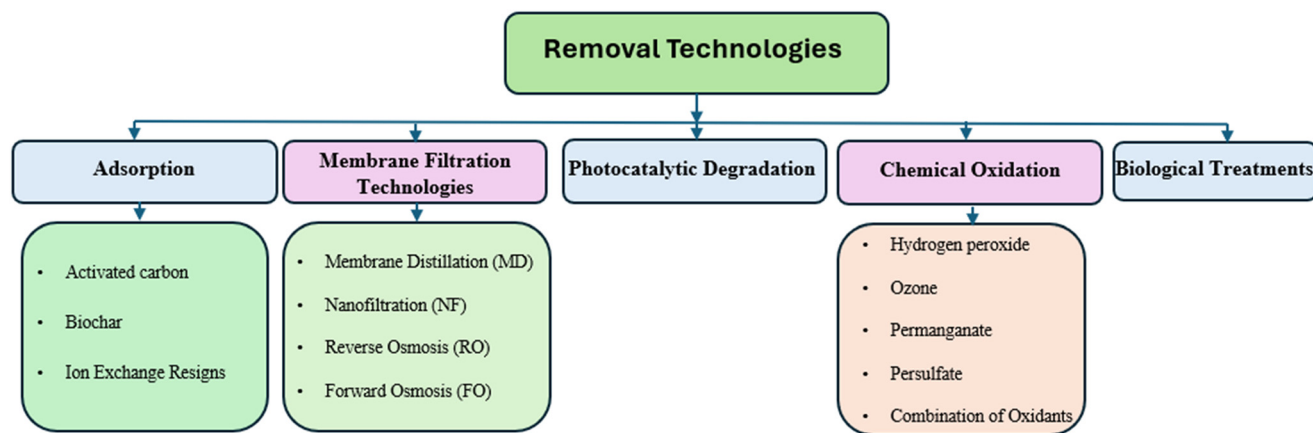 Removal Technologies
Adsorption
Membrane Filtration
Technologies
Photocatalytic Degradation
Chemical Oxidation
Biological Treatments
• Activated carbon
• Biochar
• Ion Exchange Resigns
• Membrane Distillation (MD)
• Nanofiltration (NF)
• Reverse Osmosis (RO)
• Forward Osmosis (FO)
• Hydrogen peroxide
• Ozone
• Permanganate
• Persulfate
• Combination of Oxidants